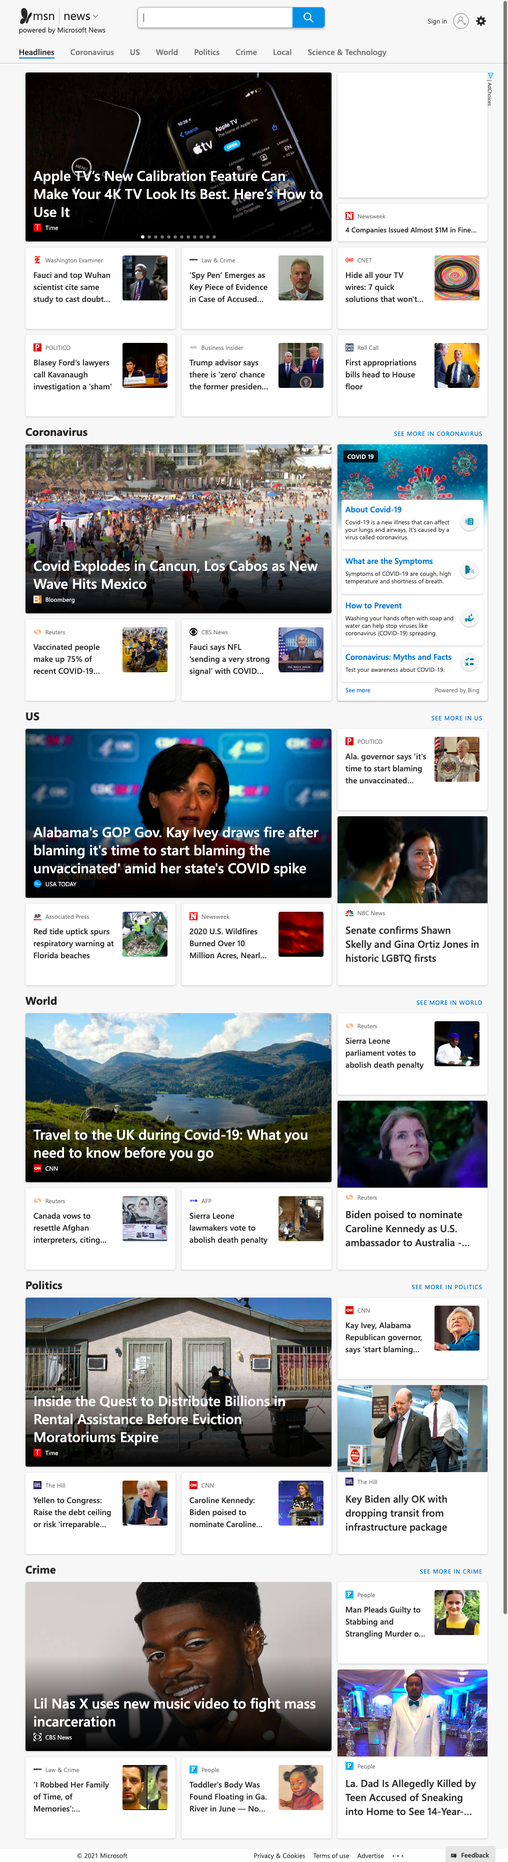 msn | news
powered by Microsoft News
Sign in
Headlines Coronavirus US World Politics Crime Local Science & Technology
Apple TV's New Calibration Feature Can
Make Your 4K TV Look Its Best. Here's How to
Use It
Time
AdChoices
Newsweek
4 Companies Issued Almost $1M in Fine...
Washington Examiner
Fauci and top Wuhan
scientist cite same
study to cast doubt...
Law & Crime
'Spy Pen' Emerges as
Key Piece of Evidence
in Case of Accused...
CNET
Hide all your TV
wires: 7 quick
solutions that won't...
POLITICO
Blasey Ford's lawyers
call Kavanaugh
investigation a 'sham'
Business Insider
Trump advisor says
there is 'zero' chance
the former presiden...
Roll Call
First appropriations
bills head to House
floor
Coronavirus
SEE MORE IN CORONAVIRUS
Covid Explodes in Cancun, Los Cabos as New
Wave Hits Mexico
Bloomberg
COVID 19
About Covid-19
Covid-19 is a new illness that can affect
your lungs and airways. It's caused by a
virus called coronavirus.
What are the Symptoms
Symptoms of COVID-19 are cough, high
temperature and shortness of breath.
How to Prevent
Washing your hands often with soap and
water can help stop viruses like
coronavirus (COVID-19) spreading.
Coronavirus: Myths and Facts
Test your awareness about COVID-19.
See more
Powered by Bing
Reuters
Vaccinated people
make up 75% of
recent COVID-19...
CBS News
Fauci says NFL
'sending a very strong
signal' with COVID...
US
SEE MORE IN US
Alabama's GOP Gov. Kay Ivey draws fire after
blaming it's time to start blaming the
unvaccinated' amid her state's COVID spike
USA TODAY
POLITICO
Ala. governor says 'it's
time to start blaming
the unvaccinated...
NBC News
Senate confirms Shawn
Skelly and Gina Ortiz Jones in
historic LGBTQ firsts
Associated Press
Red tide uptick spurs
respiratory warning at
Florida beaches
Newsweek
2020 U.S. Wildfires
Burned Over 10
Million Acres, Nearl...
World
SEE MORE IN WORLD
Travel to the UK during Covid-19: What you
need to know before you go
CNN
Reuters
Sierra Leone
parliament votes to
abolish death penalty
Reuters
Biden poised to nominate
Caroline Kennedy as U.S.
ambassador to Australia -...
Reuters
Canada vows to
resettle Afghan
interpreters, citing...
AFP
Sierra Leone
lawmakers vote to
abolish death penalty
Politics
SEE MORE IN POLITICS
Inside the Quest to Distribute Billions in
Rental Assistance Before Eviction
Moratoriums Expire
Time
CNN
Kay Ivey, Alabama
Republican governor,
says 'start blaming...
The Hill
Key Biden ally OK with
dropping transit from
infrastructure package
The Hill
Yellen to Congress:
Raise the debt ceiling
or risk 'irreparable...
CNN
Caroline Kennedy:
Biden poised to
nominate Caroline...
Crime
SEE MORE IN CRIME
Lil Nas X uses new music video to fight mass
incarceration
CBS News
People
Man Pleads Guilty to
Stabbing and
Strangling Murder o...
People
La. Dad Is Allegedly Killed by
Teen Accused of Sneaking
into Home to See 14-Year-...
Law & Crime
'I Robbed Her Family
of Time, of
Memories':...
People
Toddler's Body Was
Found Floating in Ga.
River in June — No...
© 2021 Microsoft
Privacy & Cookies Terms of use Advertise ...
Feedback